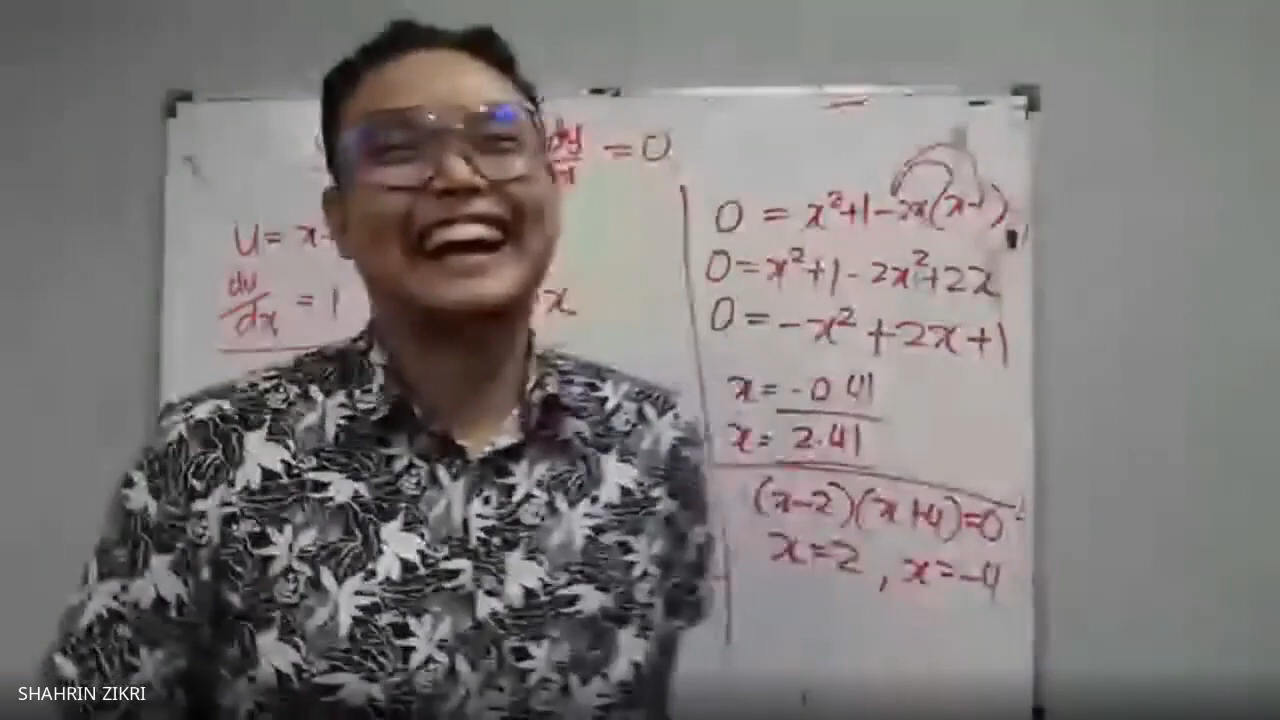 dy/dx = 0
U = x
du/dx = 1
x
0 = x²+1-2x(x-1)
0 = x²+1-2x²+2x
0 = -x²+2x+1
x = -0.41
x = 2.41
(x-2)(x+4)=0
x=2, x=-4
SHAHRIN ZIKRI